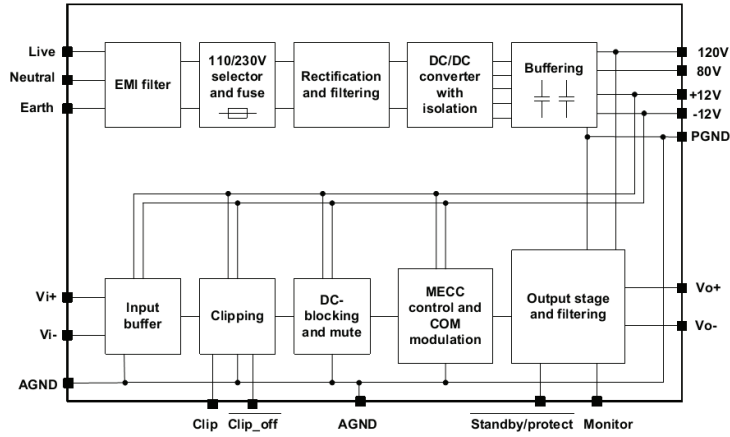 Live
Neutral
Earth
EMI filter
110/230V
selector
and fuse
Rectification
and filtering
DC/DC
converter
with
isolation
Buffering
120V
80V
+12V
-12V
PGND
Vi+
Vi-
AGND
Input
buffer
Clipping
DC-
blocking
and mute
MECC
control and
COM
modulation
Output stage
and filtering
Vo+
Vo-
Clip
Clip_off
AGND
Standby/protect
Monitor